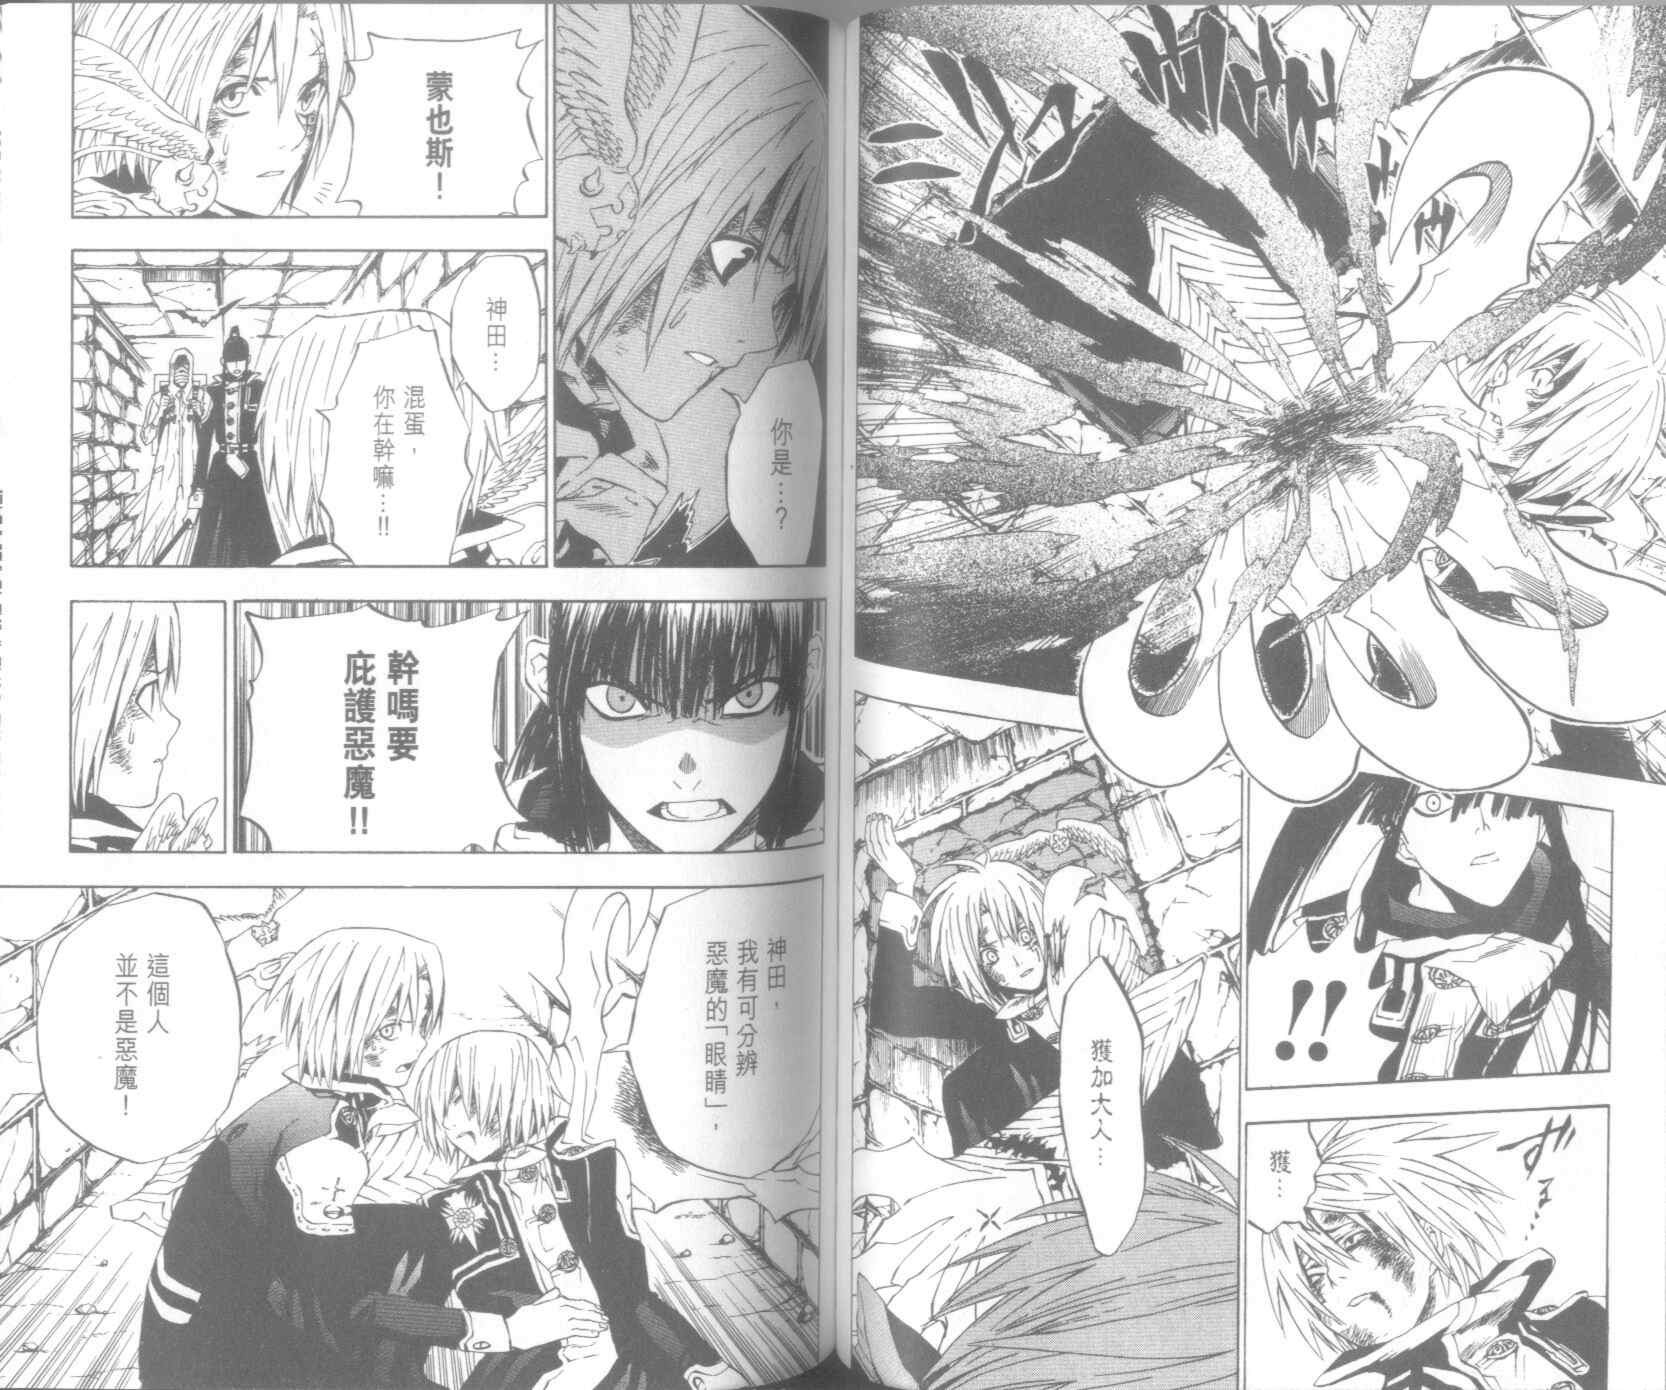 !!
獲…
獲加大人…
你是…?
蒙也斯!
神田…
混蛋,
你在幹嘛…!!
幹嗎要
庇護惡魔!!
神田,
我有可分辨
惡魔的「眼睛」,
這個人
並不是惡魔!